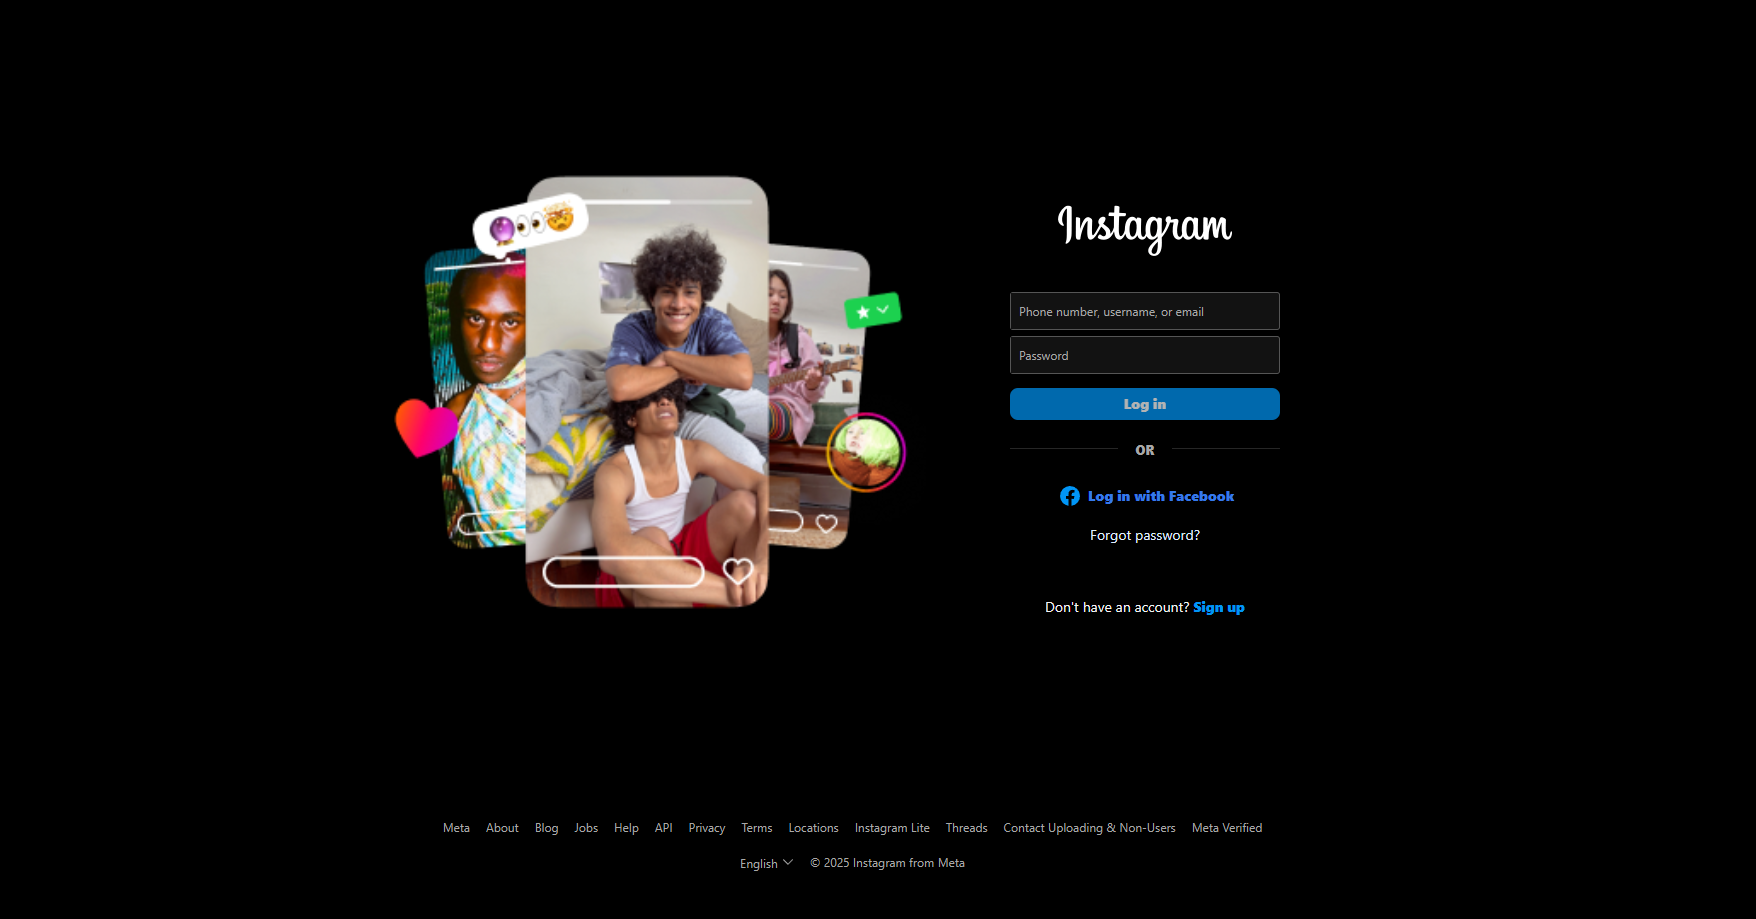 Instagram
Phone number, username, or email
Password
Log in
OR
Log in with Facebook
Forgot password?
Don't have an account? Sign up
Meta About Blog Jobs Help API Privacy Terms Locations Instagram Lite Threads Contact Uploading & Non-Users Meta Verified
English © 2025 Instagram from Meta